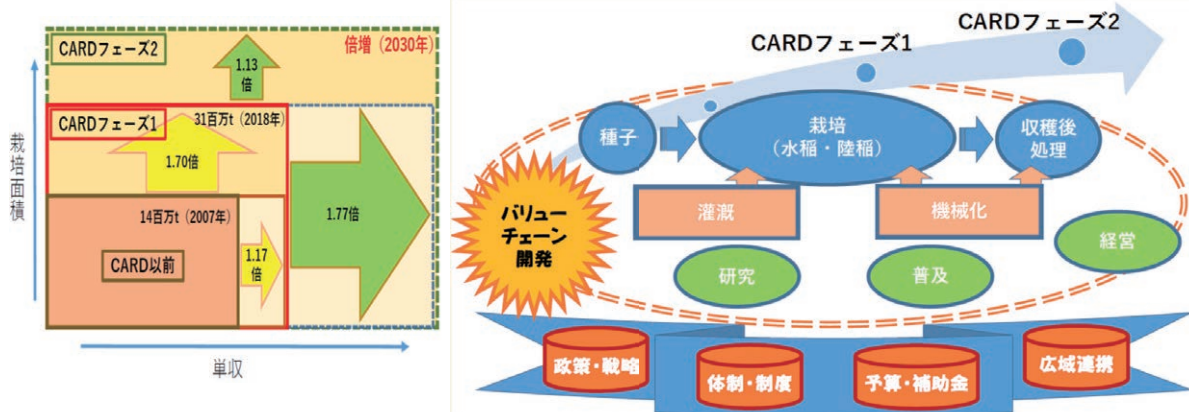 CARDフェーズ2
倍増（2030年）
1.13
倍
CARDフェーズ1
31百万t（2018年）
1.70倍
14百万t（2007年）
CARD以前
1.17
倍
1.77倍
栽培面積
単収
CARDフェーズ1
CARDフェーズ2
種子
栽培
（水稲・陸稲）
収穫後
処理
バリュー
チェーン
開発
灌漑
機械化
研究
普及
経営
政策・戦略
体制・制度
予算・補助金
広域連携